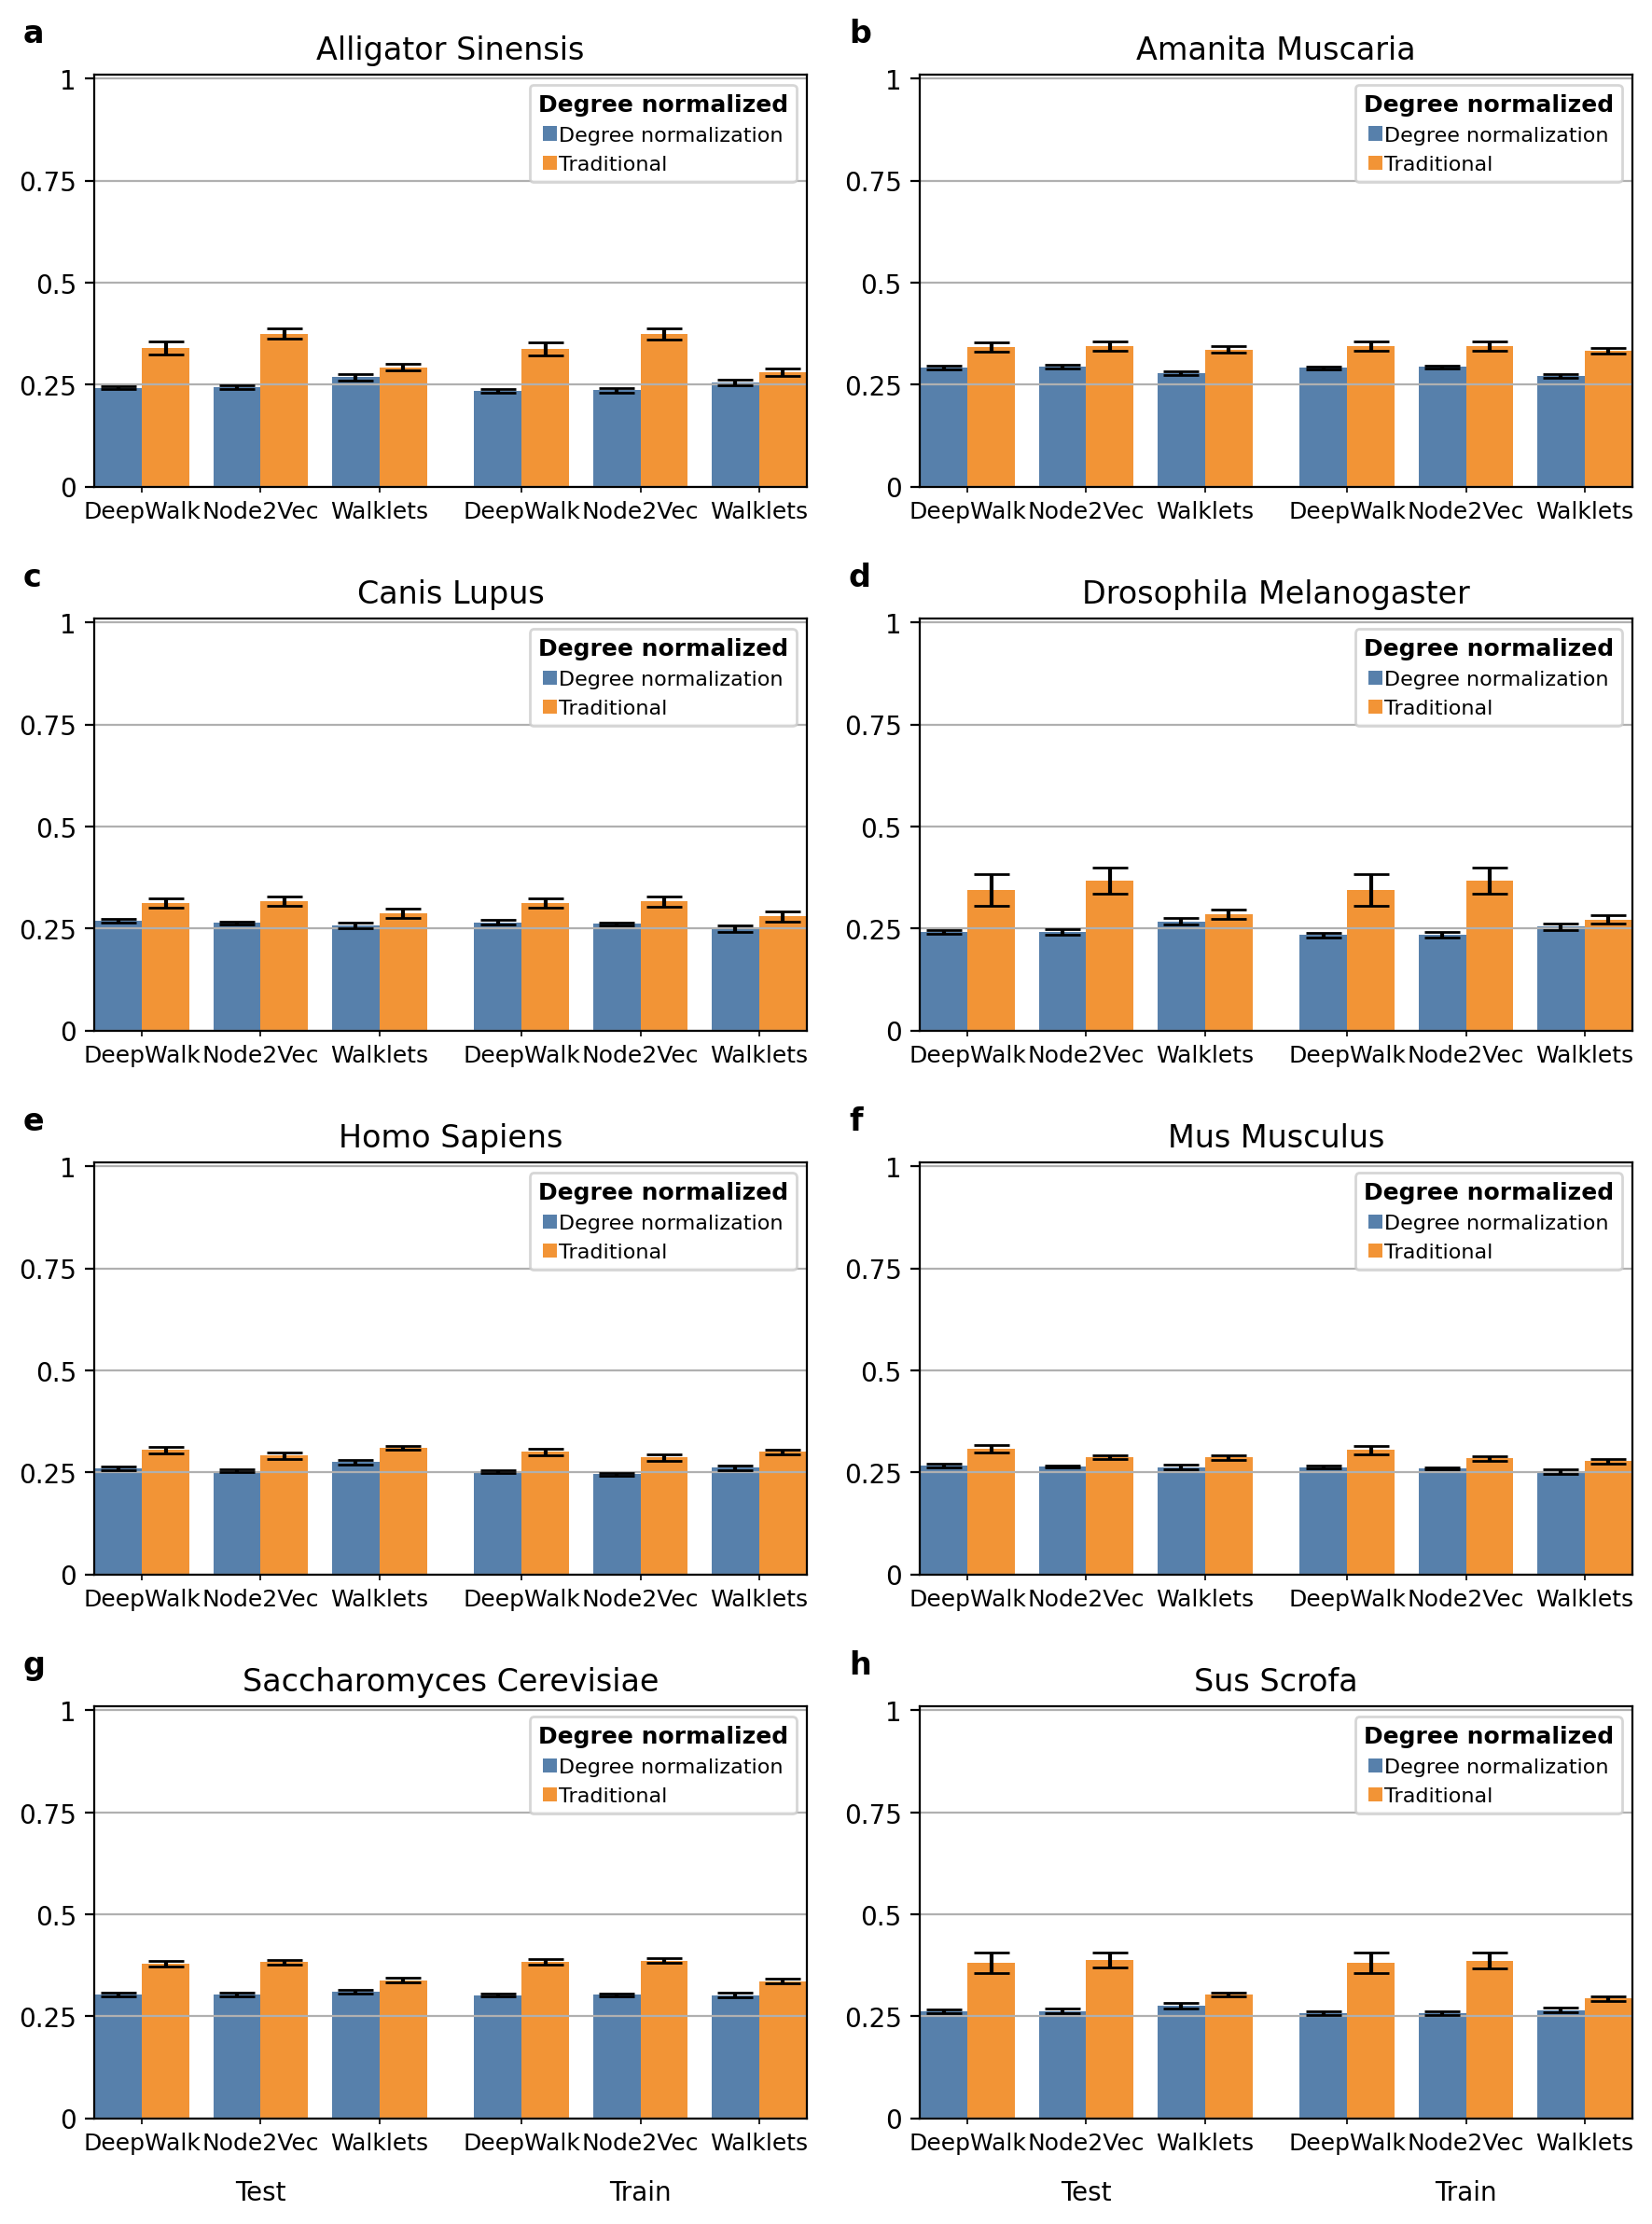 a
Alligator Sinensis
1
0.75
0.5
0.25
0
Degree normalized
Degree normalization
Traditional
DeepWalk Node2Vec Walklets DeepWalk Node2Vec Walklets
b
Amanita Muscaria
1
0.75
0.5
0.25
0
Degree normalized
Degree normalization
Traditional
DeepWalk Node2Vec Walklets DeepWalk Node2Vec Walklets
c
Canis Lupus
1
0.75
0.5
0.25
0
Degree normalized
Degree normalization
Traditional
DeepWalk Node2Vec Walklets DeepWalk Node2Vec Walklets
d
Drosophila Melanogaster
1
0.75
0.5
0.25
0
Degree normalized
Degree normalization
Traditional
DeepWalk Node2Vec Walklets DeepWalk Node2Vec Walklets
e
Homo Sapiens
1
0.75
0.5
0.25
0
Degree normalized
Degree normalization
Traditional
DeepWalk Node2Vec Walklets DeepWalk Node2Vec Walklets
f
Mus Musculus
1
0.75
0.5
0.25
0
Degree normalized
Degree normalization
Traditional
DeepWalk Node2Vec Walklets DeepWalk Node2Vec Walklets
g
Saccharomyces Cerevisiae
1
0.75
0.5
0.25
0
Degree normalized
Degree normalization
Traditional
DeepWalk Node2Vec Walklets DeepWalk Node2Vec Walklets
Test Train
h
Sus Scrofa
1
0.75
0.5
0.25
0
Degree normalized
Degree normalization
Traditional
DeepWalk Node2Vec Walklets DeepWalk Node2Vec Walklets
Test Train